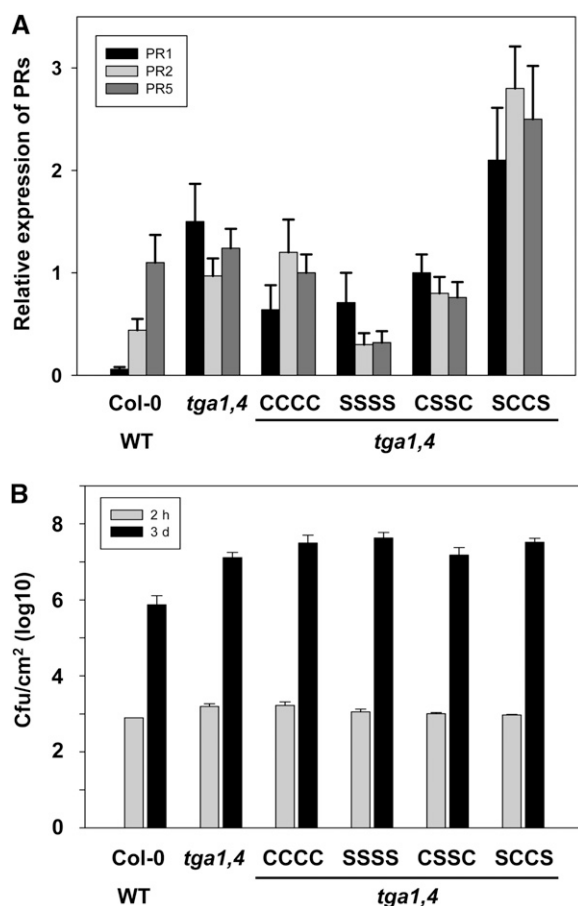 A
Relative expression of PRs
PR1
PR2
PR5
3
2
1
0
Col-0 tga1,4 CCCC SSSS CSSC SCCS
WT tga1,4
B
Cfu/cm² (log10)
2 h
3 d
8
6
4
2
0
Col-0 tga1,4 CCCC SSSS CSSC SCCS
WT tga1,4